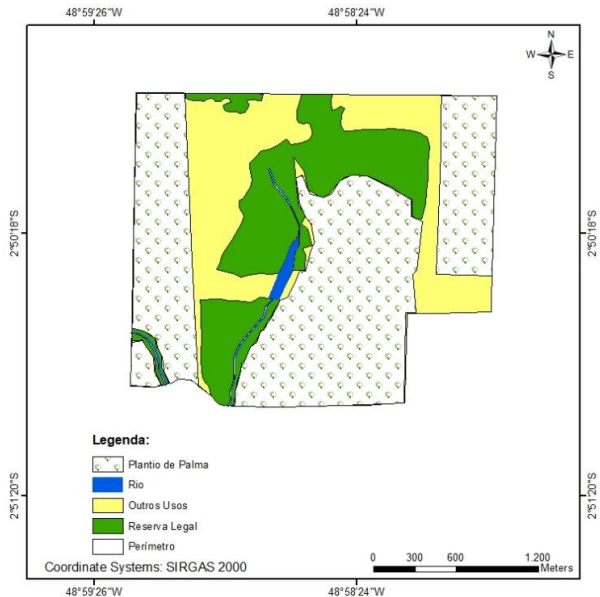 48°59'26"W 48°58'24"W
N
W E
S
2°50'18"S 2°50'18"S
Legenda:
Plantio de Palma
Rio
Outros Usos
Reserva Legal
Perímetro
2°51'20"S 2°51'20"S
Coordinate Systems: SIRGAS 2000
0 300 600 1.200
Meters
48°59'26"W 48°58'24"W